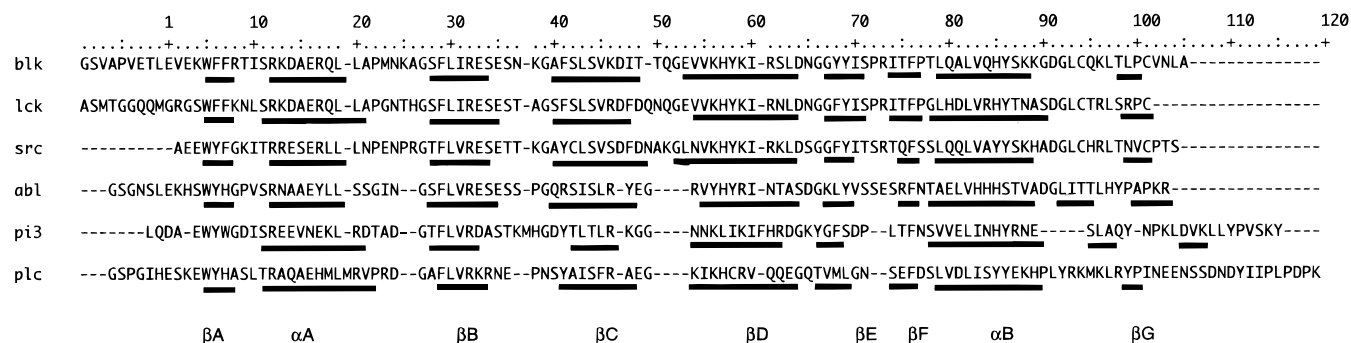 1 10 20 30 40 50 60 70 80 90 100 110 120
....:....+....:....+....:....+....:....+....:....+....:....+....:....+....:....+....:....+....:....+....:....+....:....+....:....+
blk GSVAPVETLEVEKWFFRTISRKDAERQL-LAPMNKAGSFLIRESESN-KGAFSLSVKDIT-TQGEVVKHYKI-RSLDNGGYYISPRITFPTLQALVQHYSKKGDGLCQKLTLPCVNLA--------------
lck ASMTGGQQMGRGSWFFKNLSRKDAERQL-LAPGNTHGSFLIRESEST-AGSFSLSVRDFDQNQGEVVKHYKI-RNLDNGGFYISPRITFPGLHDLVRHYTNASDGLCTRLSRPC------------------
src ----------AEEWYFGKITRRESERLL-LNPENPRGTFLVRESETT-KGAYCLSVSDFDNAKGLNVKHYKI-RKLDSGGFYITSRTQFSSLQQLVAYYSKHADGLCHRLTNVCPTS---------------
abl ---GSGNSLEKHSWYHGPVSRNAAEYLL-SSGIN--GSFLVRESESS-PGQRSISLR-YEG---RVYHYRI-NTASDGKLYVSSESRFNTAELVHHHSTVADGLITTLHYPAPKR----------------
pi3 -------LQDA-EWYWGDISREEVNEKL-RDTAD--GTFLVRDASTKMHGDYTLTLR-KGG---NNKLIKIFHRDGKYGFSDP--LTFNSVVELINHYRNE-----SLAQY-NPKLDVKLLYPVSKY----
plc ---GSPGIHESKEWYHASLTRAQAEHMLMRVPRD--GAFLVRKRNE--PNSYAISFR-AEG---KIKHCRV-QQEGQTVMLGN--SEFDSLVDLISYYEKHPLYRKMKLRYPINEENSSDNDYIIPLPDPK
βA αA βB βC βD βE βF αB βG